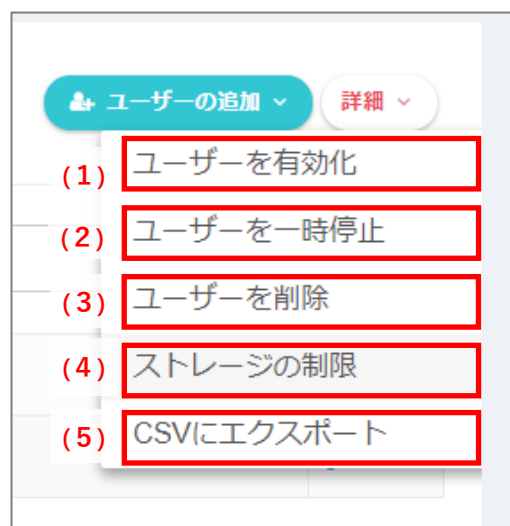 ユーザーの追加 詳細
(1) ユーザーを有効化
(2) ユーザーを一時停止
(3) ユーザーを削除
(4) ストレージの制限
(5) CSVにエクスポート